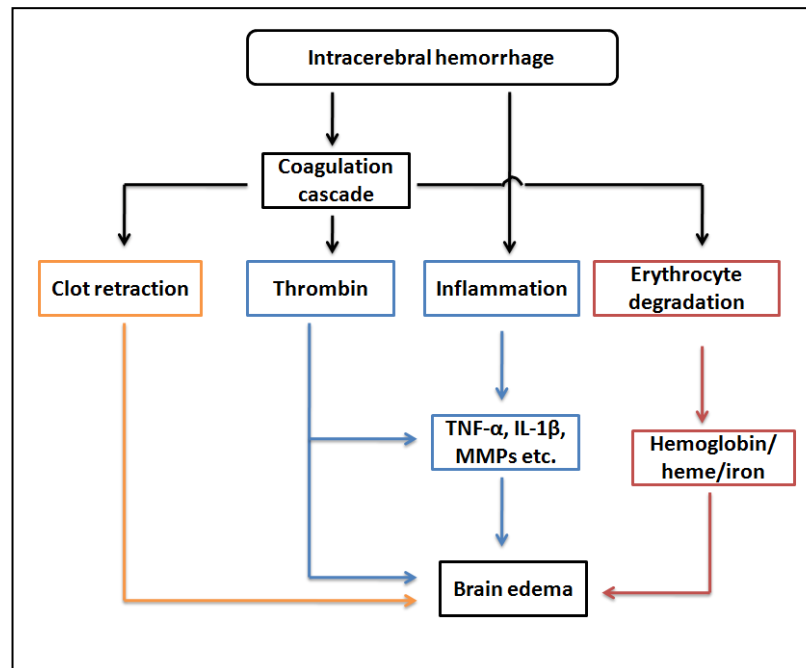 Intracerebral hemorrhage
Coagulation
cascade
Clot retraction
Thrombin
Inflammation
Erythrocyte
degradation
TNF-α, IL-1β,
MMPs etc.
Hemoglobin/
heme/iron
Brain edema